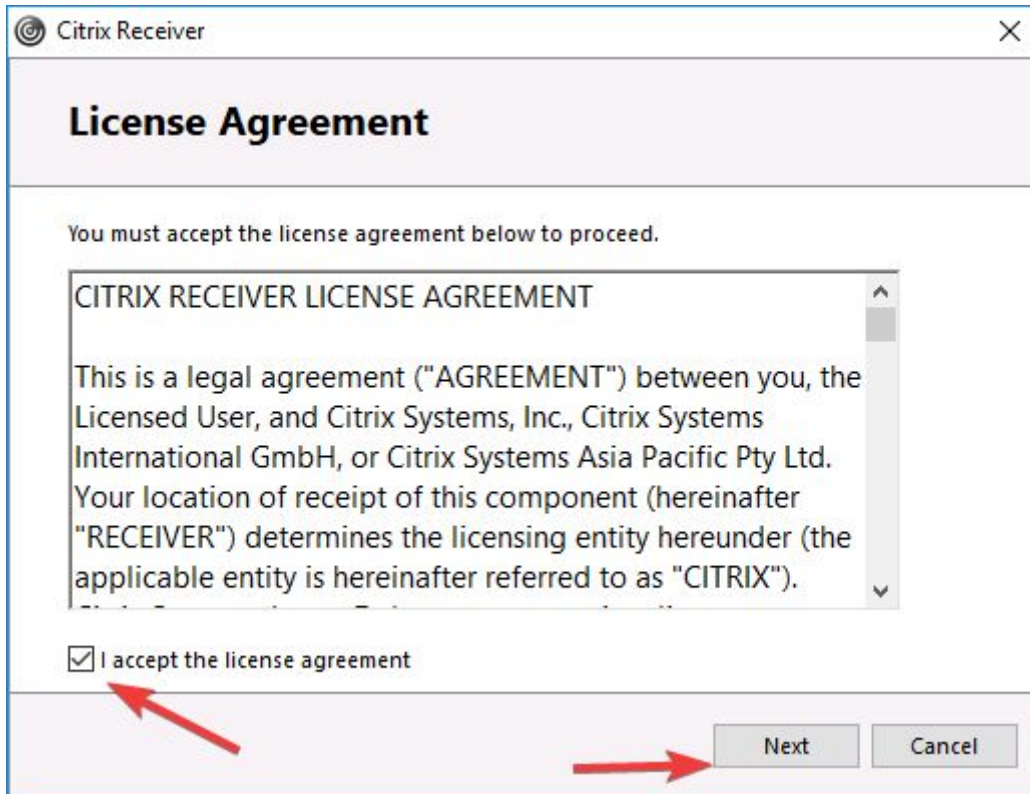 Citrix Receiver
License Agreement
You must accept the license agreement below to proceed.
CITRIX RECEIVER LICENSE AGREEMENT
This is a legal agreement ("AGREEMENT") between you, the
Licensed User, and Citrix Systems, Inc., Citrix Systems
International GmbH, or Citrix Systems Asia Pacific Pty Ltd.
Your location of receipt of this component (hereinafter
"RECEIVER") determines the licensing entity hereunder (the
applicable entity is hereinafter referred to as "CITRIX").
I accept the license agreement
Next
Cancel